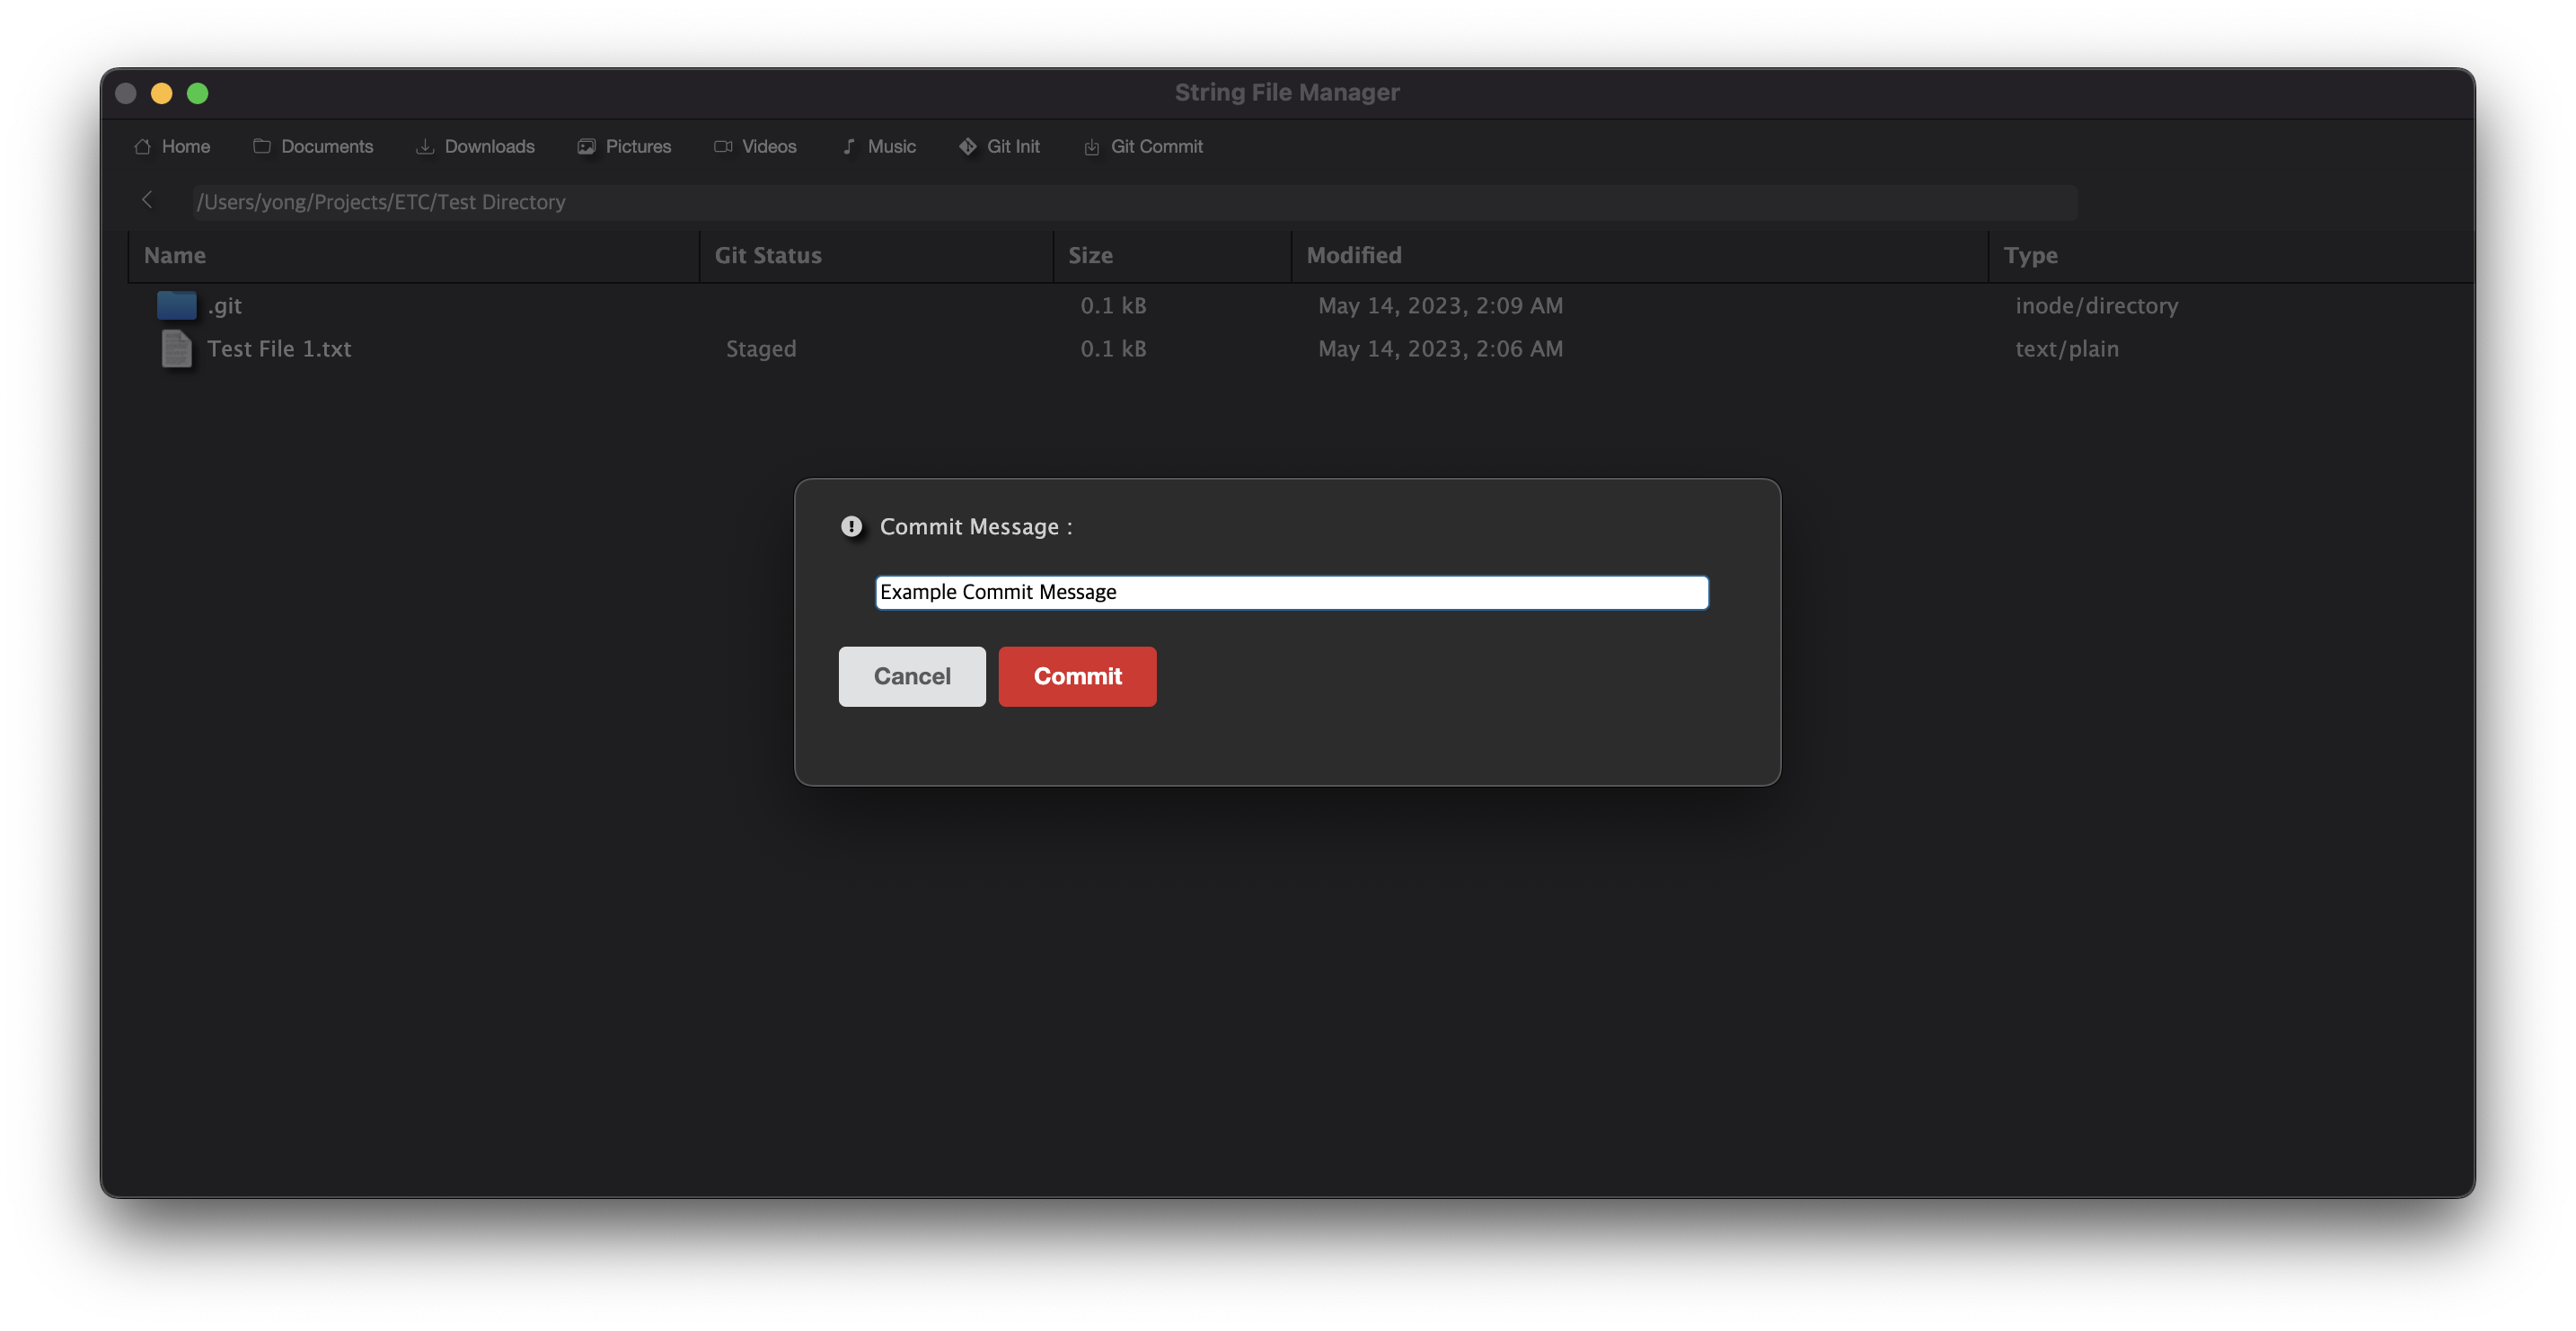 String File Manager
Home Documents Downloads Pictures Videos Music Git Init Git Commit
/Users/yong/Projects/ETC/Test Directory
Name Git Status Size Modified Type
.git 0.1 kB May 14, 2023, 2:09 AM inode/directory
Test File 1.txt Staged 0.1 kB May 14, 2023, 2:06 AM text/plain
Commit Message :
Example Commit Message
Cancel Commit